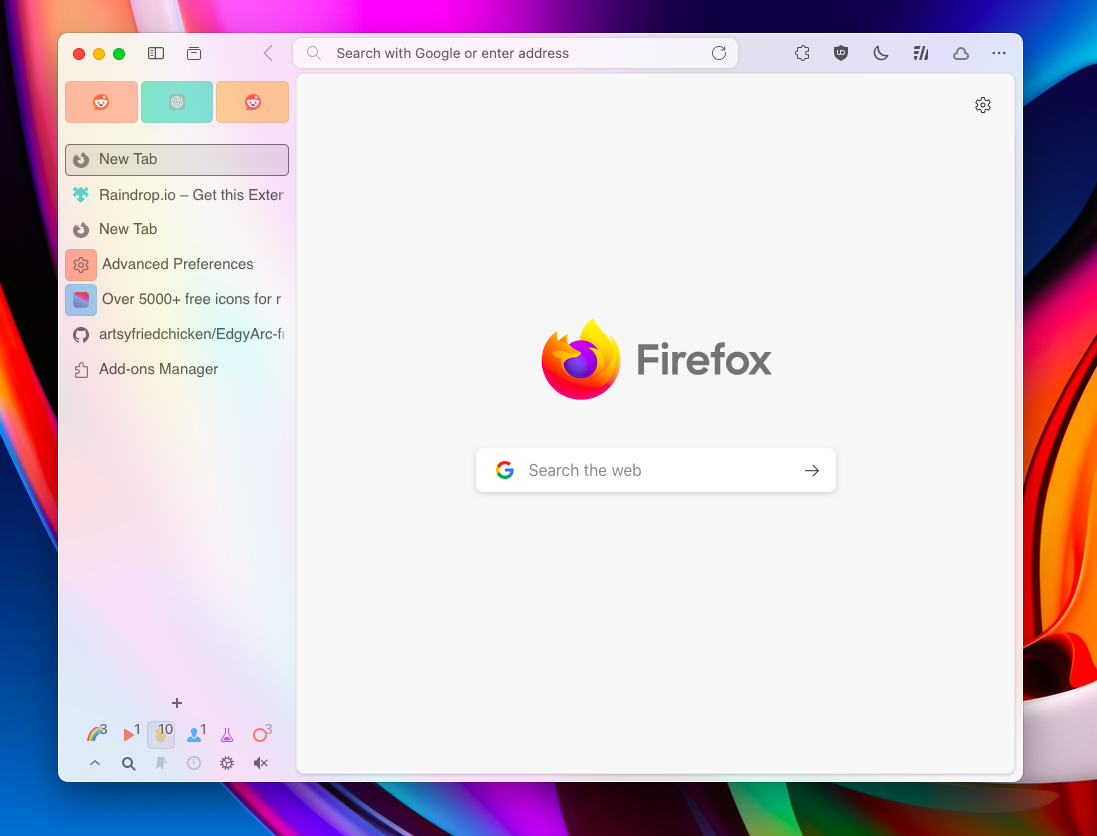 Search with Google or enter address
New Tab
Raindrop.io – Get this Exter
New Tab
Advanced Preferences
Over 5000+ free icons for r
artsyfriedchicken/EdgyArc-fr
Add-ons Manager
Firefox
Search the web
3 1 10 1 3